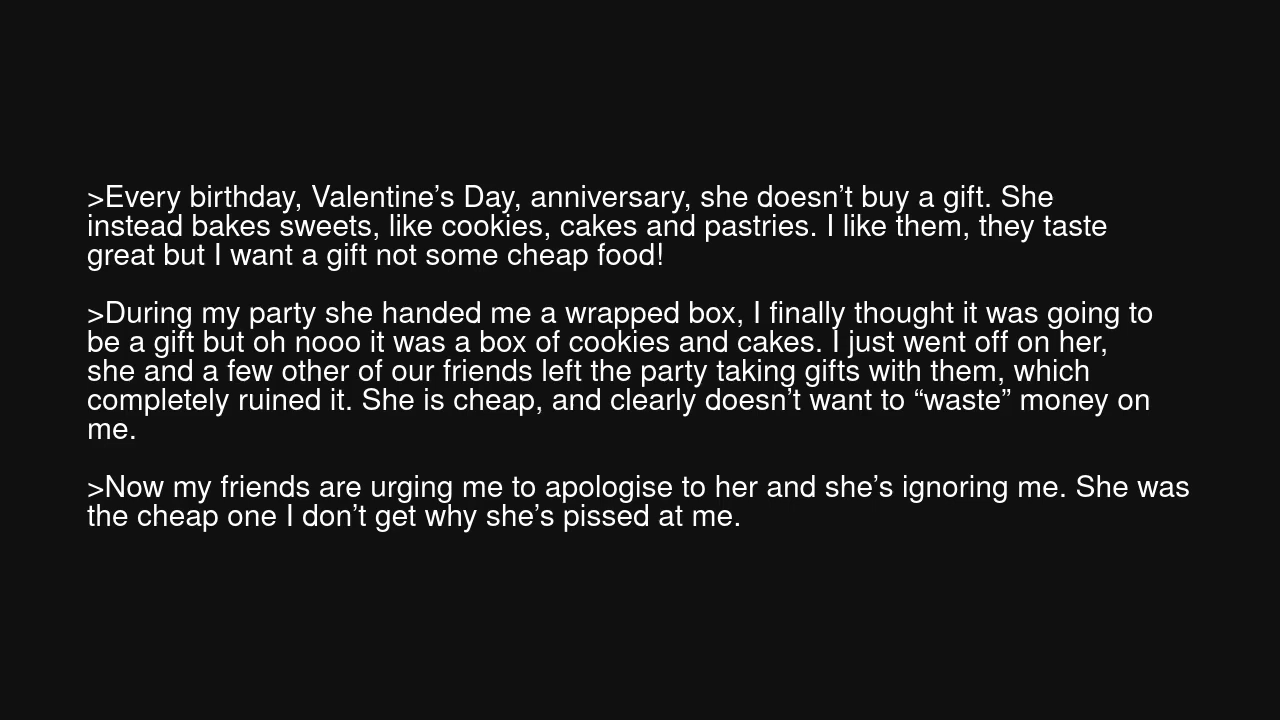 >Every birthday, Valentine’s Day, anniversary, she doesn’t buy a gift. She
instead bakes sweets, like cookies, cakes and pastries. I like them, they taste
great but I want a gift not some cheap food!
>During my party she handed me a wrapped box, I finally thought it was going to
be a gift but oh nooo it was a box of cookies and cakes. I just went off on her,
she and a few other of our friends left the party taking gifts with them, which
completely ruined it. She is cheap, and clearly doesn’t want to “waste” money on
me.
>Now my friends are urging me to apologise to her and she’s ignoring me. She was
the cheap one I don’t get why she’s pissed at me.